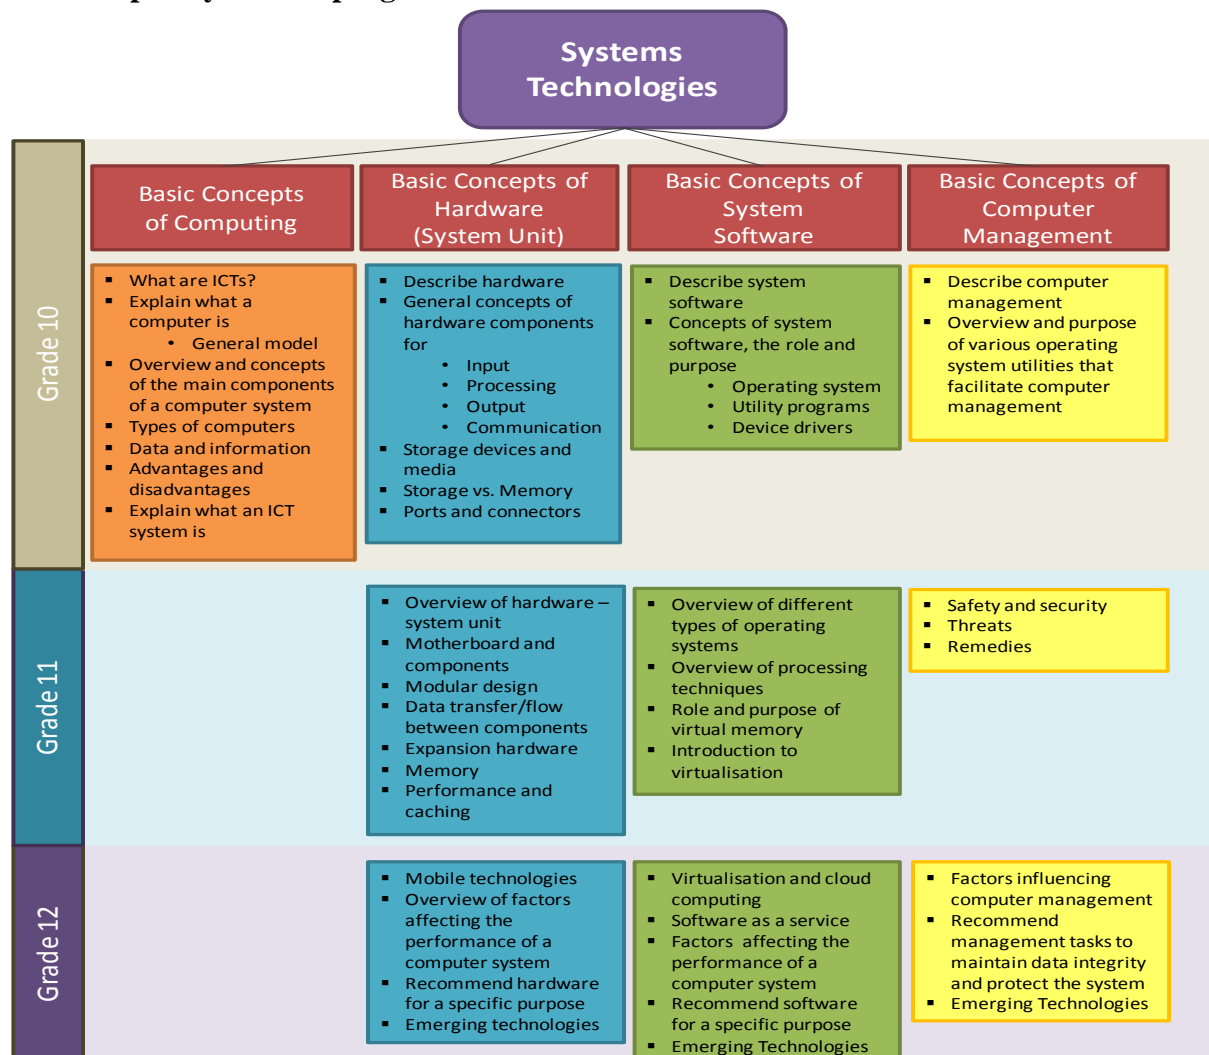 Systems
Technologies
Basic Concepts
of Computing
Basic Concepts of
Hardware
(System Unit)
Basic Concepts of
System
Software
Basic Concepts of
Computer
Management
Grade 10
▪ What are ICTs?
▪ Explain what a
computer is
• General model
▪ Overview and concepts
of the main components
of a computer system
▪ Types of computers
▪ Data and information
▪ Advantages and
disadvantages
▪ Explain what an ICT
system is
▪ Describe hardware
▪ General concepts of
hardware components
for
• Input
• Processing
• Output
• Communication
▪ Storage devices and
media
▪ Storage vs. Memory
▪ Ports and connectors
▪ Describe system
software
▪ Concepts of system
software, the role and
purpose
• Operating system
• Utility programs
• Device drivers
▪ Describe computer
management
▪ Overview and purpose
of various operating
system utilities that
facilitate computer
management
Grade 11
▪ Overview of hardware –
system unit
▪ Motherboard and
components
▪ Modular design
▪ Data transfer/flow
between components
▪ Expansion hardware
▪ Memory
▪ Performance and
caching
▪ Overview of different
types of operating
systems
▪ Overview of processing
techniques
▪ Role and purpose of
virtual memory
▪ Introduction to
virtualisation
▪ Safety and security
▪ Threats
▪ Remedies
Grade 12
▪ Mobile technologies
▪ Overview of factors
affecting the
performance of a
computer system
▪ Recommend hardware
for a specific purpose
▪ Emerging technologies
▪ Virtualisation and cloud
computing
▪ Software as a service
▪ Factors affecting the
performance of a
computer system
▪ Recommend software
for a specific purpose
▪ Emerging Technologies
▪ Factors influencing
computer management
▪ Recommend
management tasks to
maintain data integrity
and protect the system
▪ Emerging Technologies